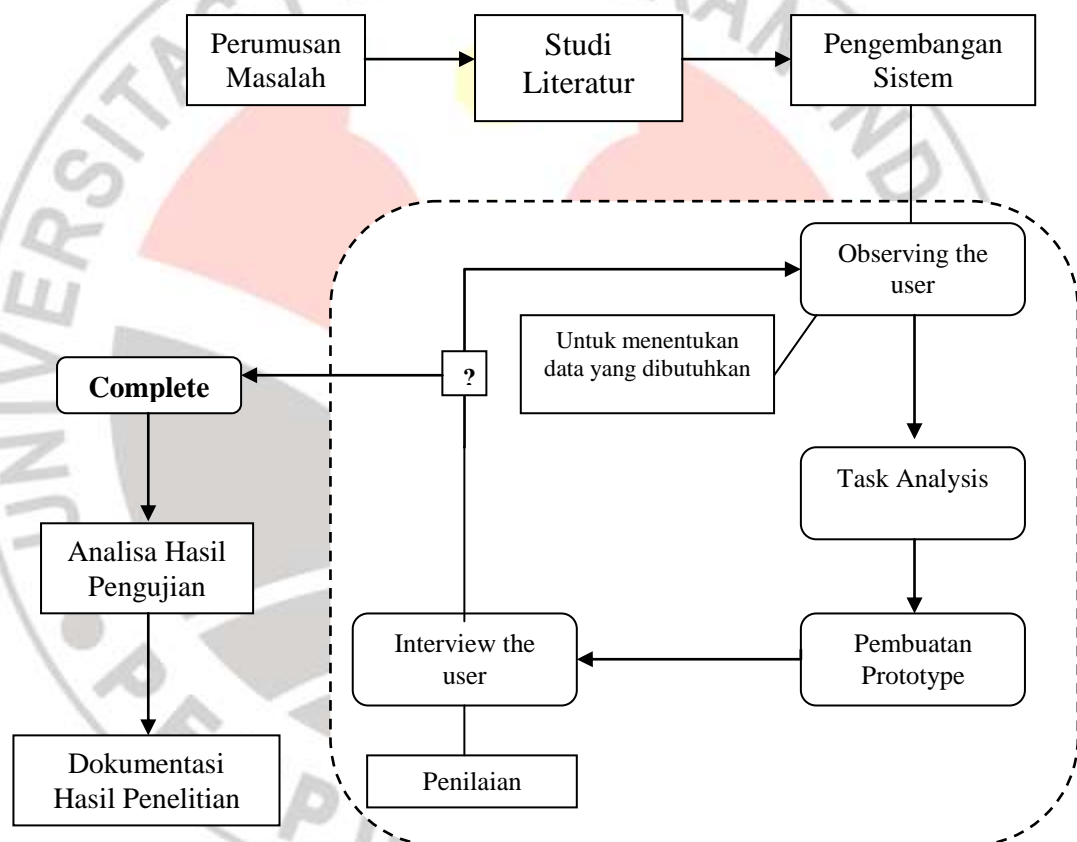 Perumusan
Masalah
Studi
Literatur
Pengembangan
Sistem
Observing the
user
Untuk menentukan
data yang dibutuhkan
?
Complete
Task Analysis
Analisa Hasil
Pengujian
Interview the
user
Pembuatan
Prototype
Dokumentasi
Hasil Penelitian
Penilaian